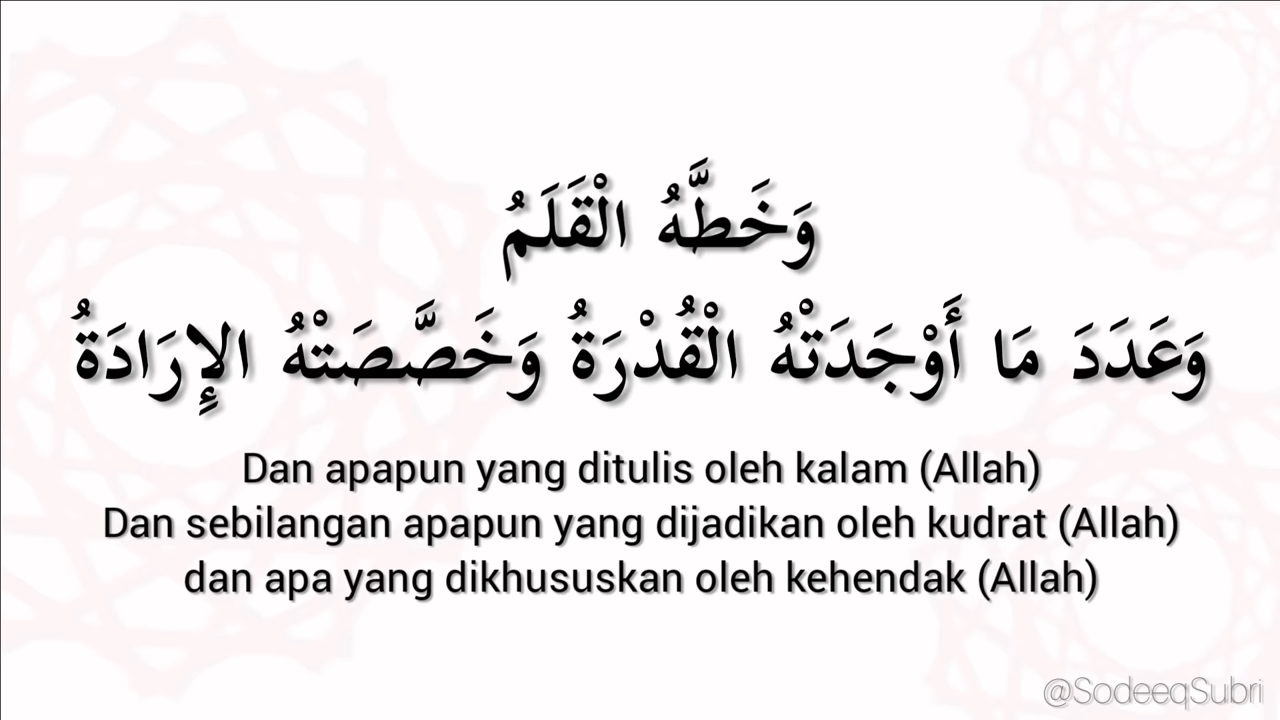 وَخَطَّهُ الْقَلَمُ
وَعَدَدَ مَا أَوْجَدَتْهُ الْقُدْرَةُ وَخَصَّصَتْهُ الإِرَادَةُ
Dan apapun yang ditulis oleh kalam (Allah)
Dan sebilangan apapun yang dijadikan oleh kudrat (Allah)
dan apa yang dikhususkan oleh kehendak (Allah)
@SodeeqSubri